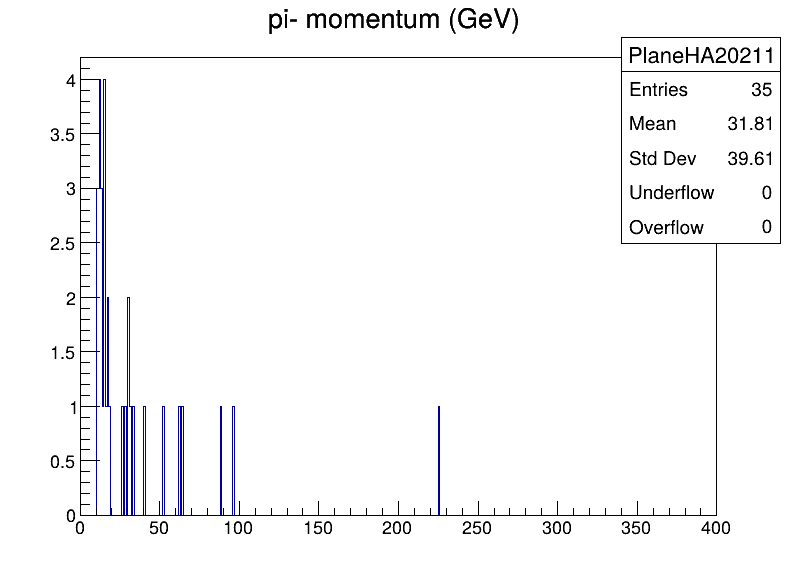 pi- momentum (GeV)
PlaneHA20211
Entries 35
Mean 31.81
Std Dev 39.61
Underflow 0
Overflow 0
4
3.5
3
2.5
2
1.5
1
0.5
0
0 50 100 150 200 250 300 350 400